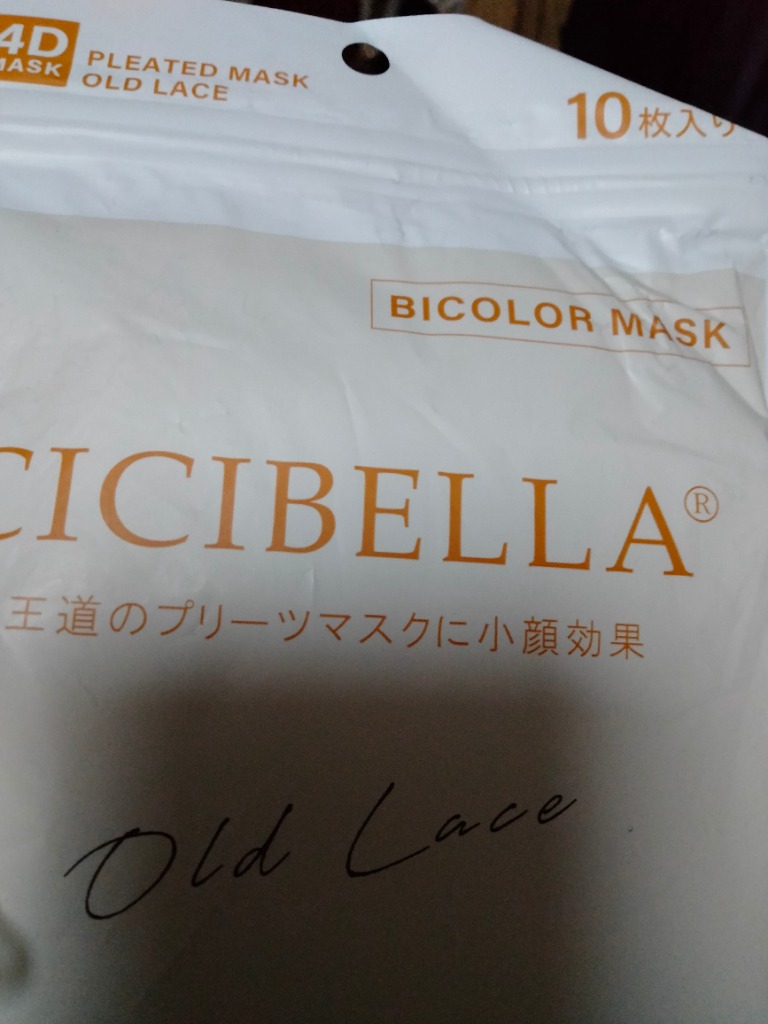 4D
MASK
PLEATED MASK
OLD LACE
10枚入り
BICOLOR MASK
CICIBELLA®
王道のプリーツマスクに小顔効果
Old Lace